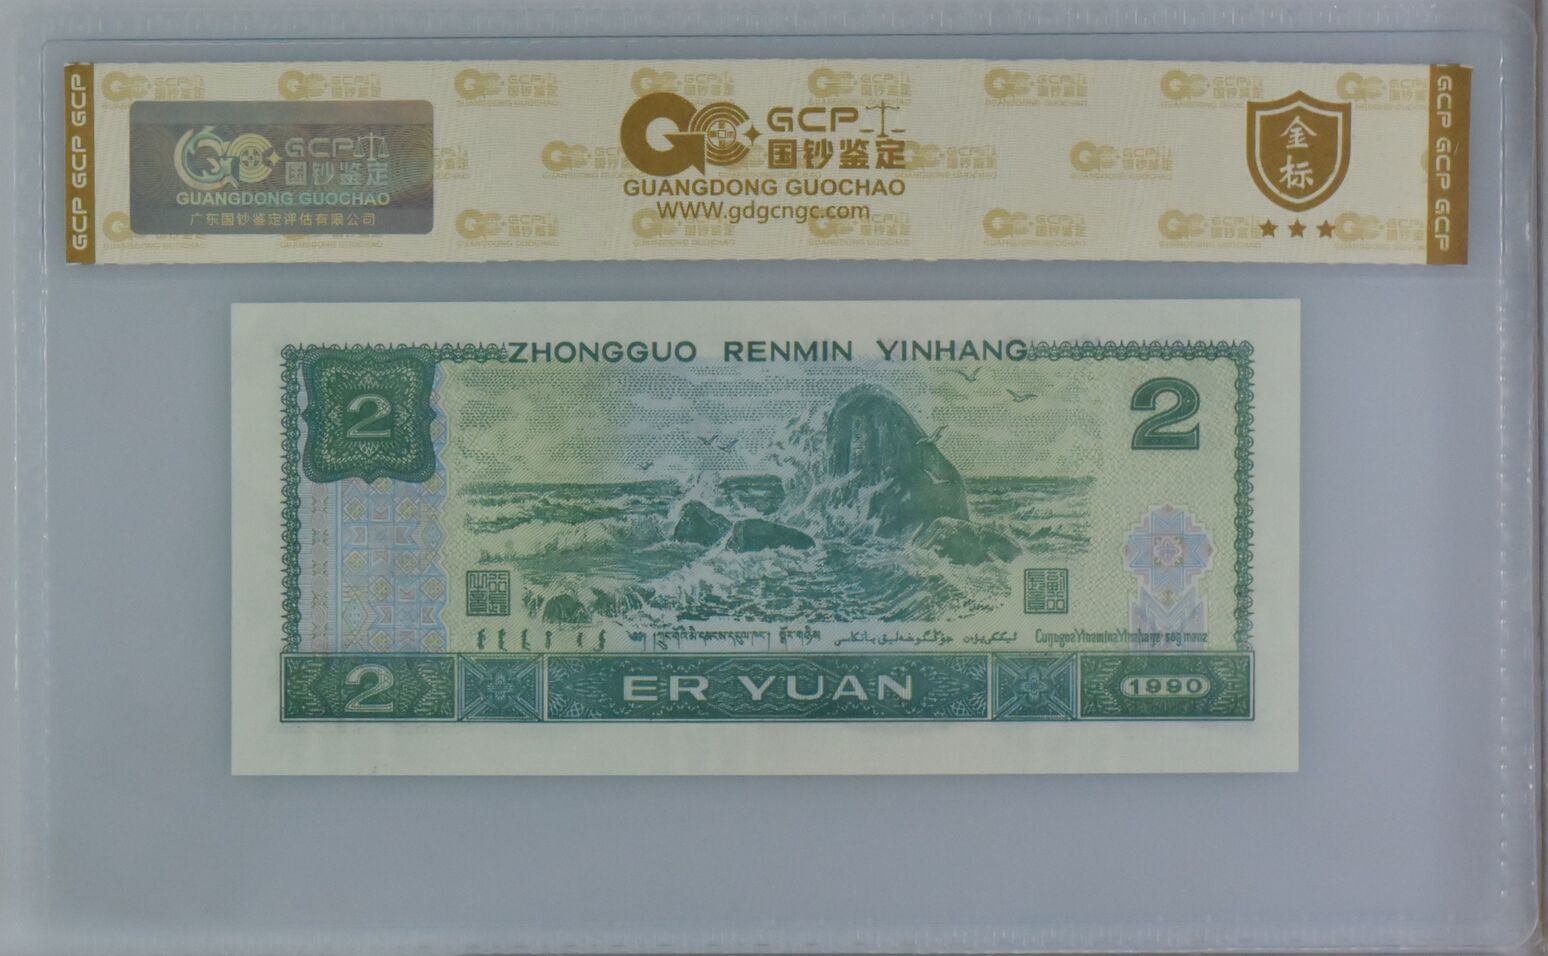 GCP GCP GCP
GCP 国钞鉴定
GUANGDONG GUOCHAO
广东国钞鉴定评估有限公司
GCP
国钞鉴定
GUANGDONG GUOCHAO
WWW.gdgcngc.com
金标
GCP GCP GCP
ZHONGGUO RENMIN YINHANG
2
2
2
ER YUAN
1990